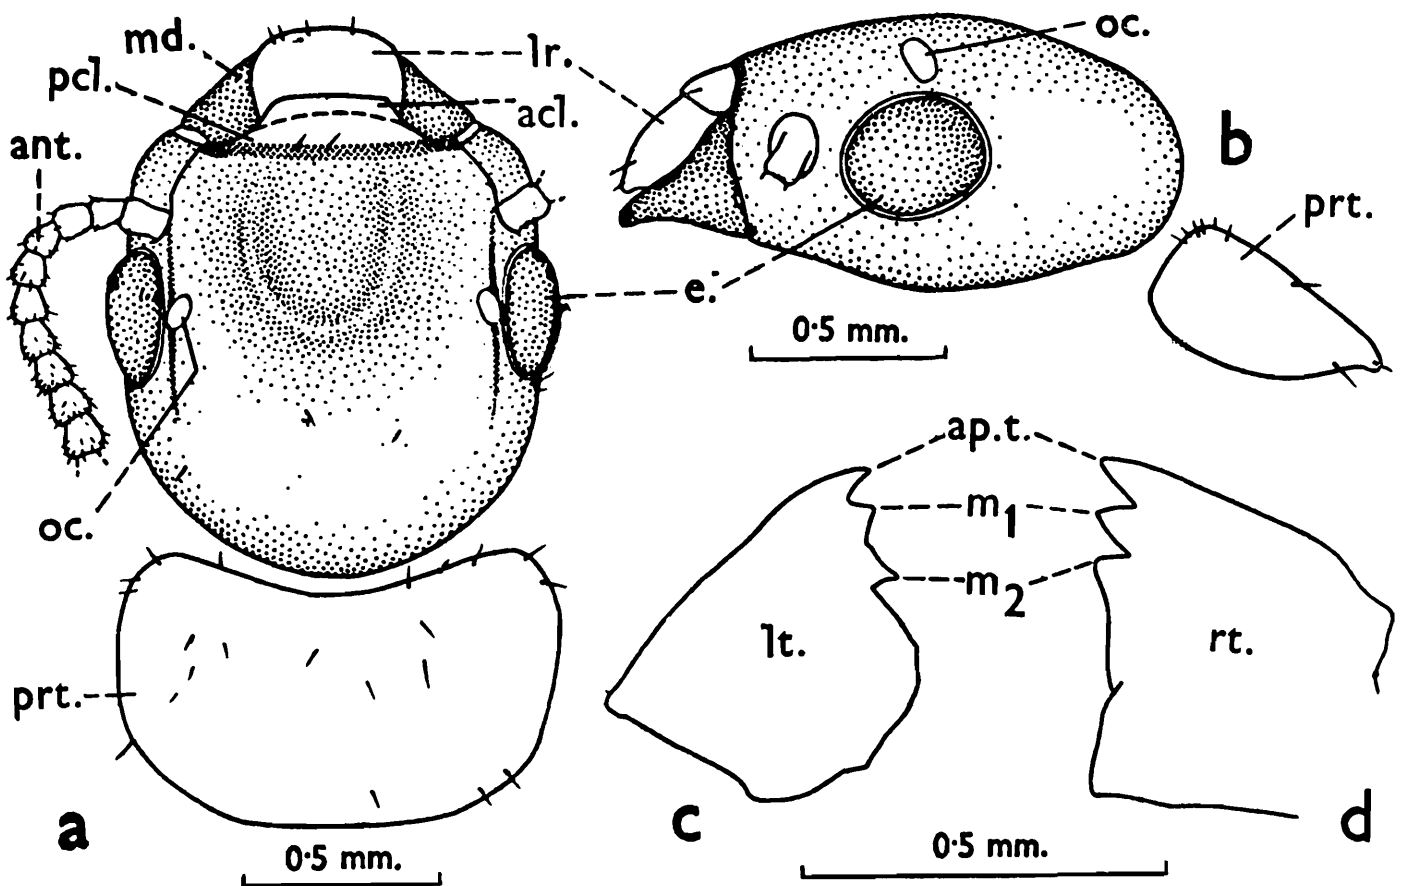 md.
pcl.
ant.
lr.
acl.
oc.
b
prt.
e.
0·5 mm.
oc.
ap.t.
m1
m2
lt.
rt.
prt.
a
0·5 mm.
c
0·5 mm.
d